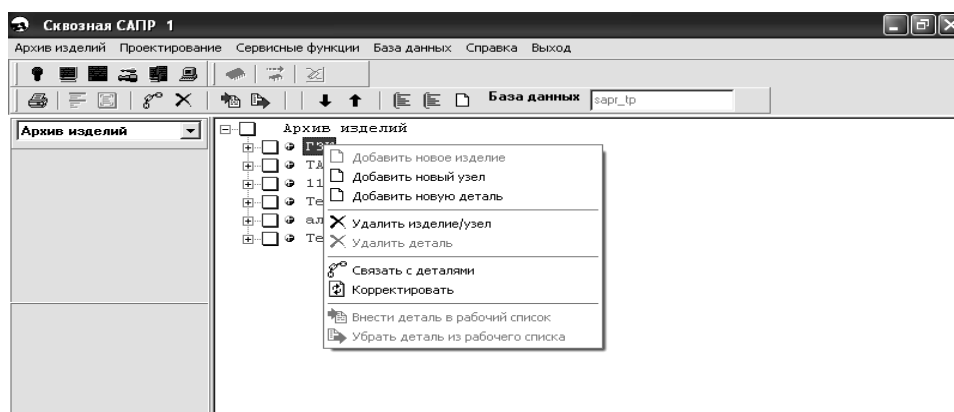 Сквозная САПР 1
Архив изделий Проектирование Сервисные функции База данных Справка Выход
База данных sapr_tp
Архив изделий
Архив изделий
Добавить новое изделие
Добавить новый узел
Добавить новую деталь
Удалить изделие/узел
Удалить деталь
Связать с деталями
Корректировать
Внести деталь в рабочий список
Убрать деталь из рабочего списка